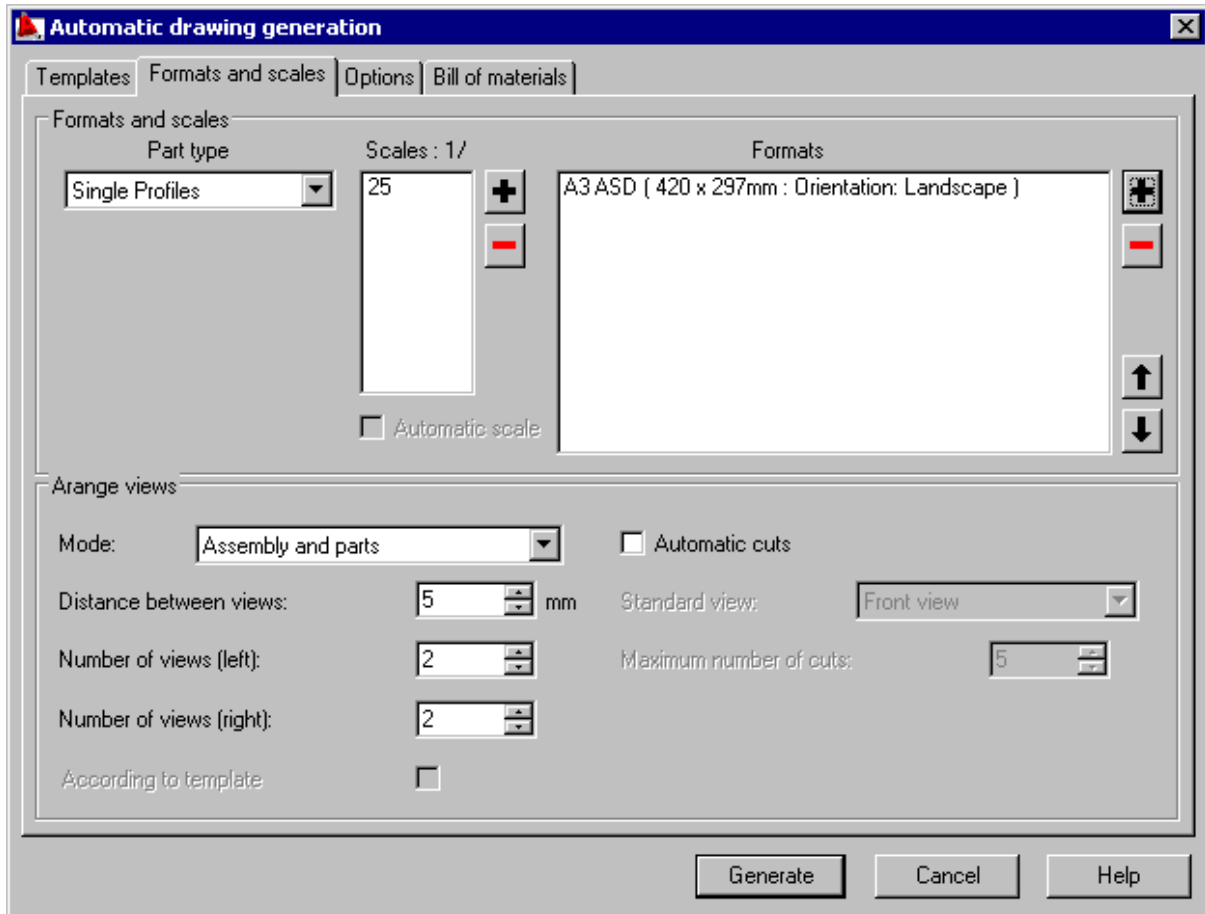 Automatic drawing generation
Templates Formats and scales Options Bill of materials
Formats and scales
Part type Scales : 1/ Formats
Single Profiles 25 A3 ASD ( 420 x 297mm : Orientation: Landscape )
Automatic scale
Arange views
Mode: Assembly and parts Automatic cuts
Distance between views: 5 mm Standard view: Front view
Number of views (left): 2 Maximum number of cuts: 5
Number of views (right): 2
According to template
Generate Cancel Help